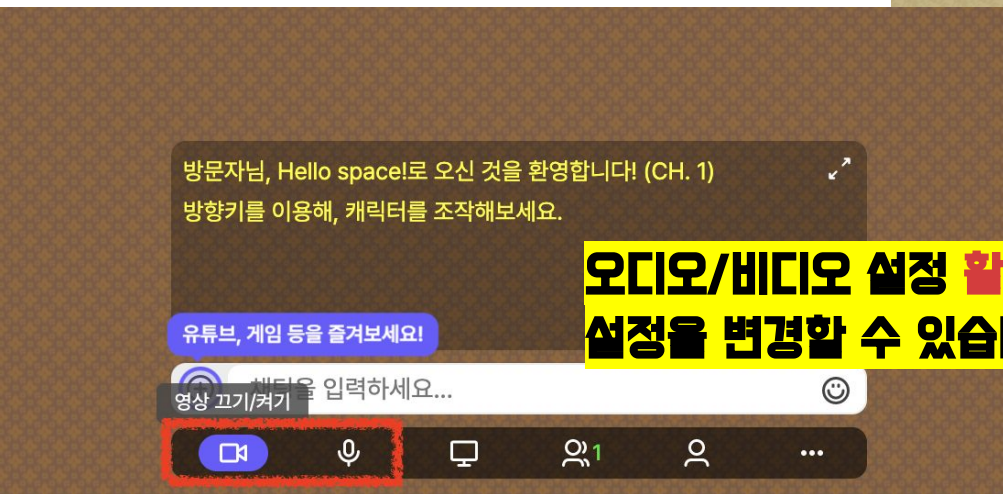 방문자님, Hello space!로 오신 것을 환영합니다! (CH. 1)
방향키를 이용해, 캐릭터를 조작해보세요.
오디오/비디오 설정
설정을 변경할 수
유튜브, 게임 등을 즐겨보세요!
채팅을 입력하세요...
영상 끄기/켜기
1